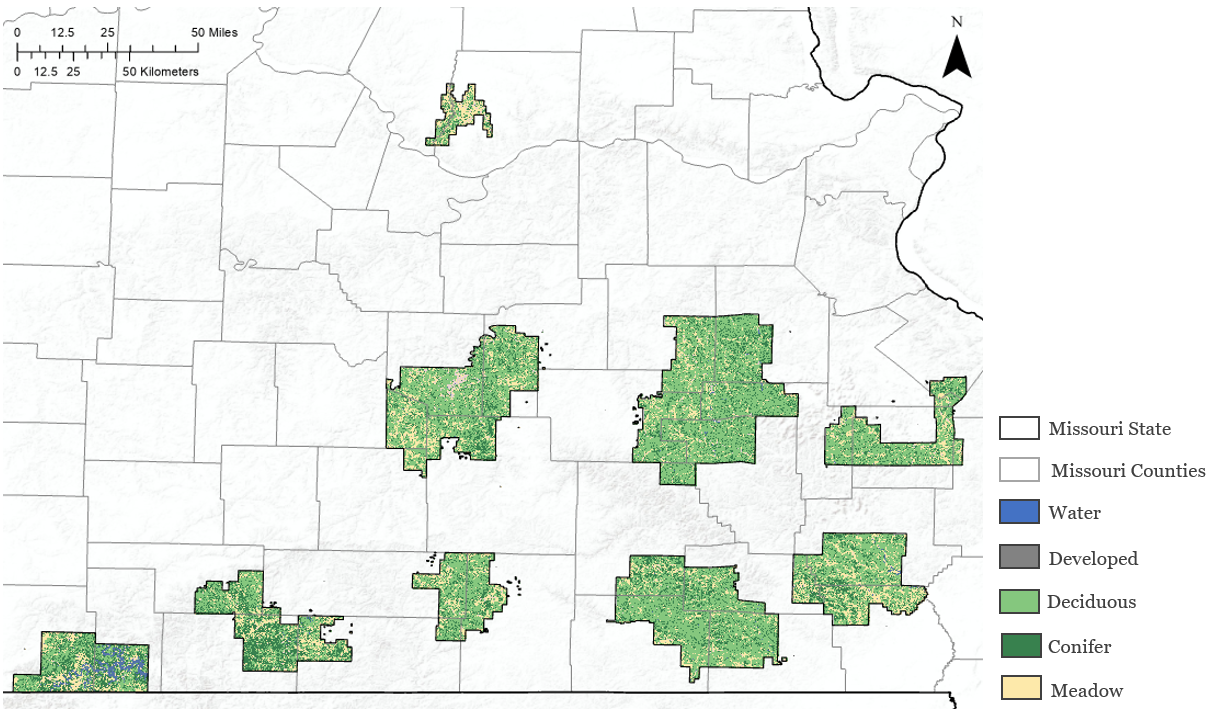 0 12.5 25 50 Miles
0 12.5 25 50 Kilometers
N
Missouri State
Missouri Counties
Water
Developed
Deciduous
Conifer
Meadow